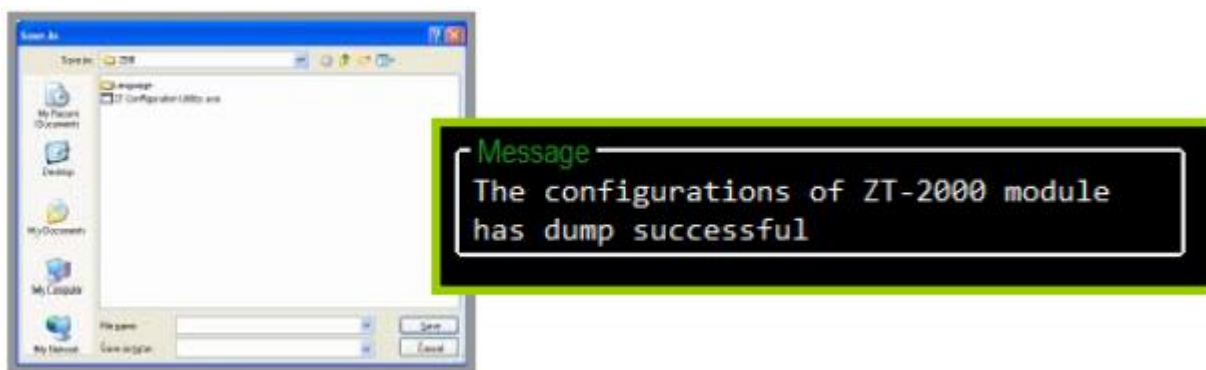 Save As
Save in:
Language
ZT Configuration Utility.exe
My Recent
Documents
Desktop
My Documents
My Computer
File name:
Save
My Network
Save as type:
Cancel
Message
The configurations of ZT-2000 module
has dump successful